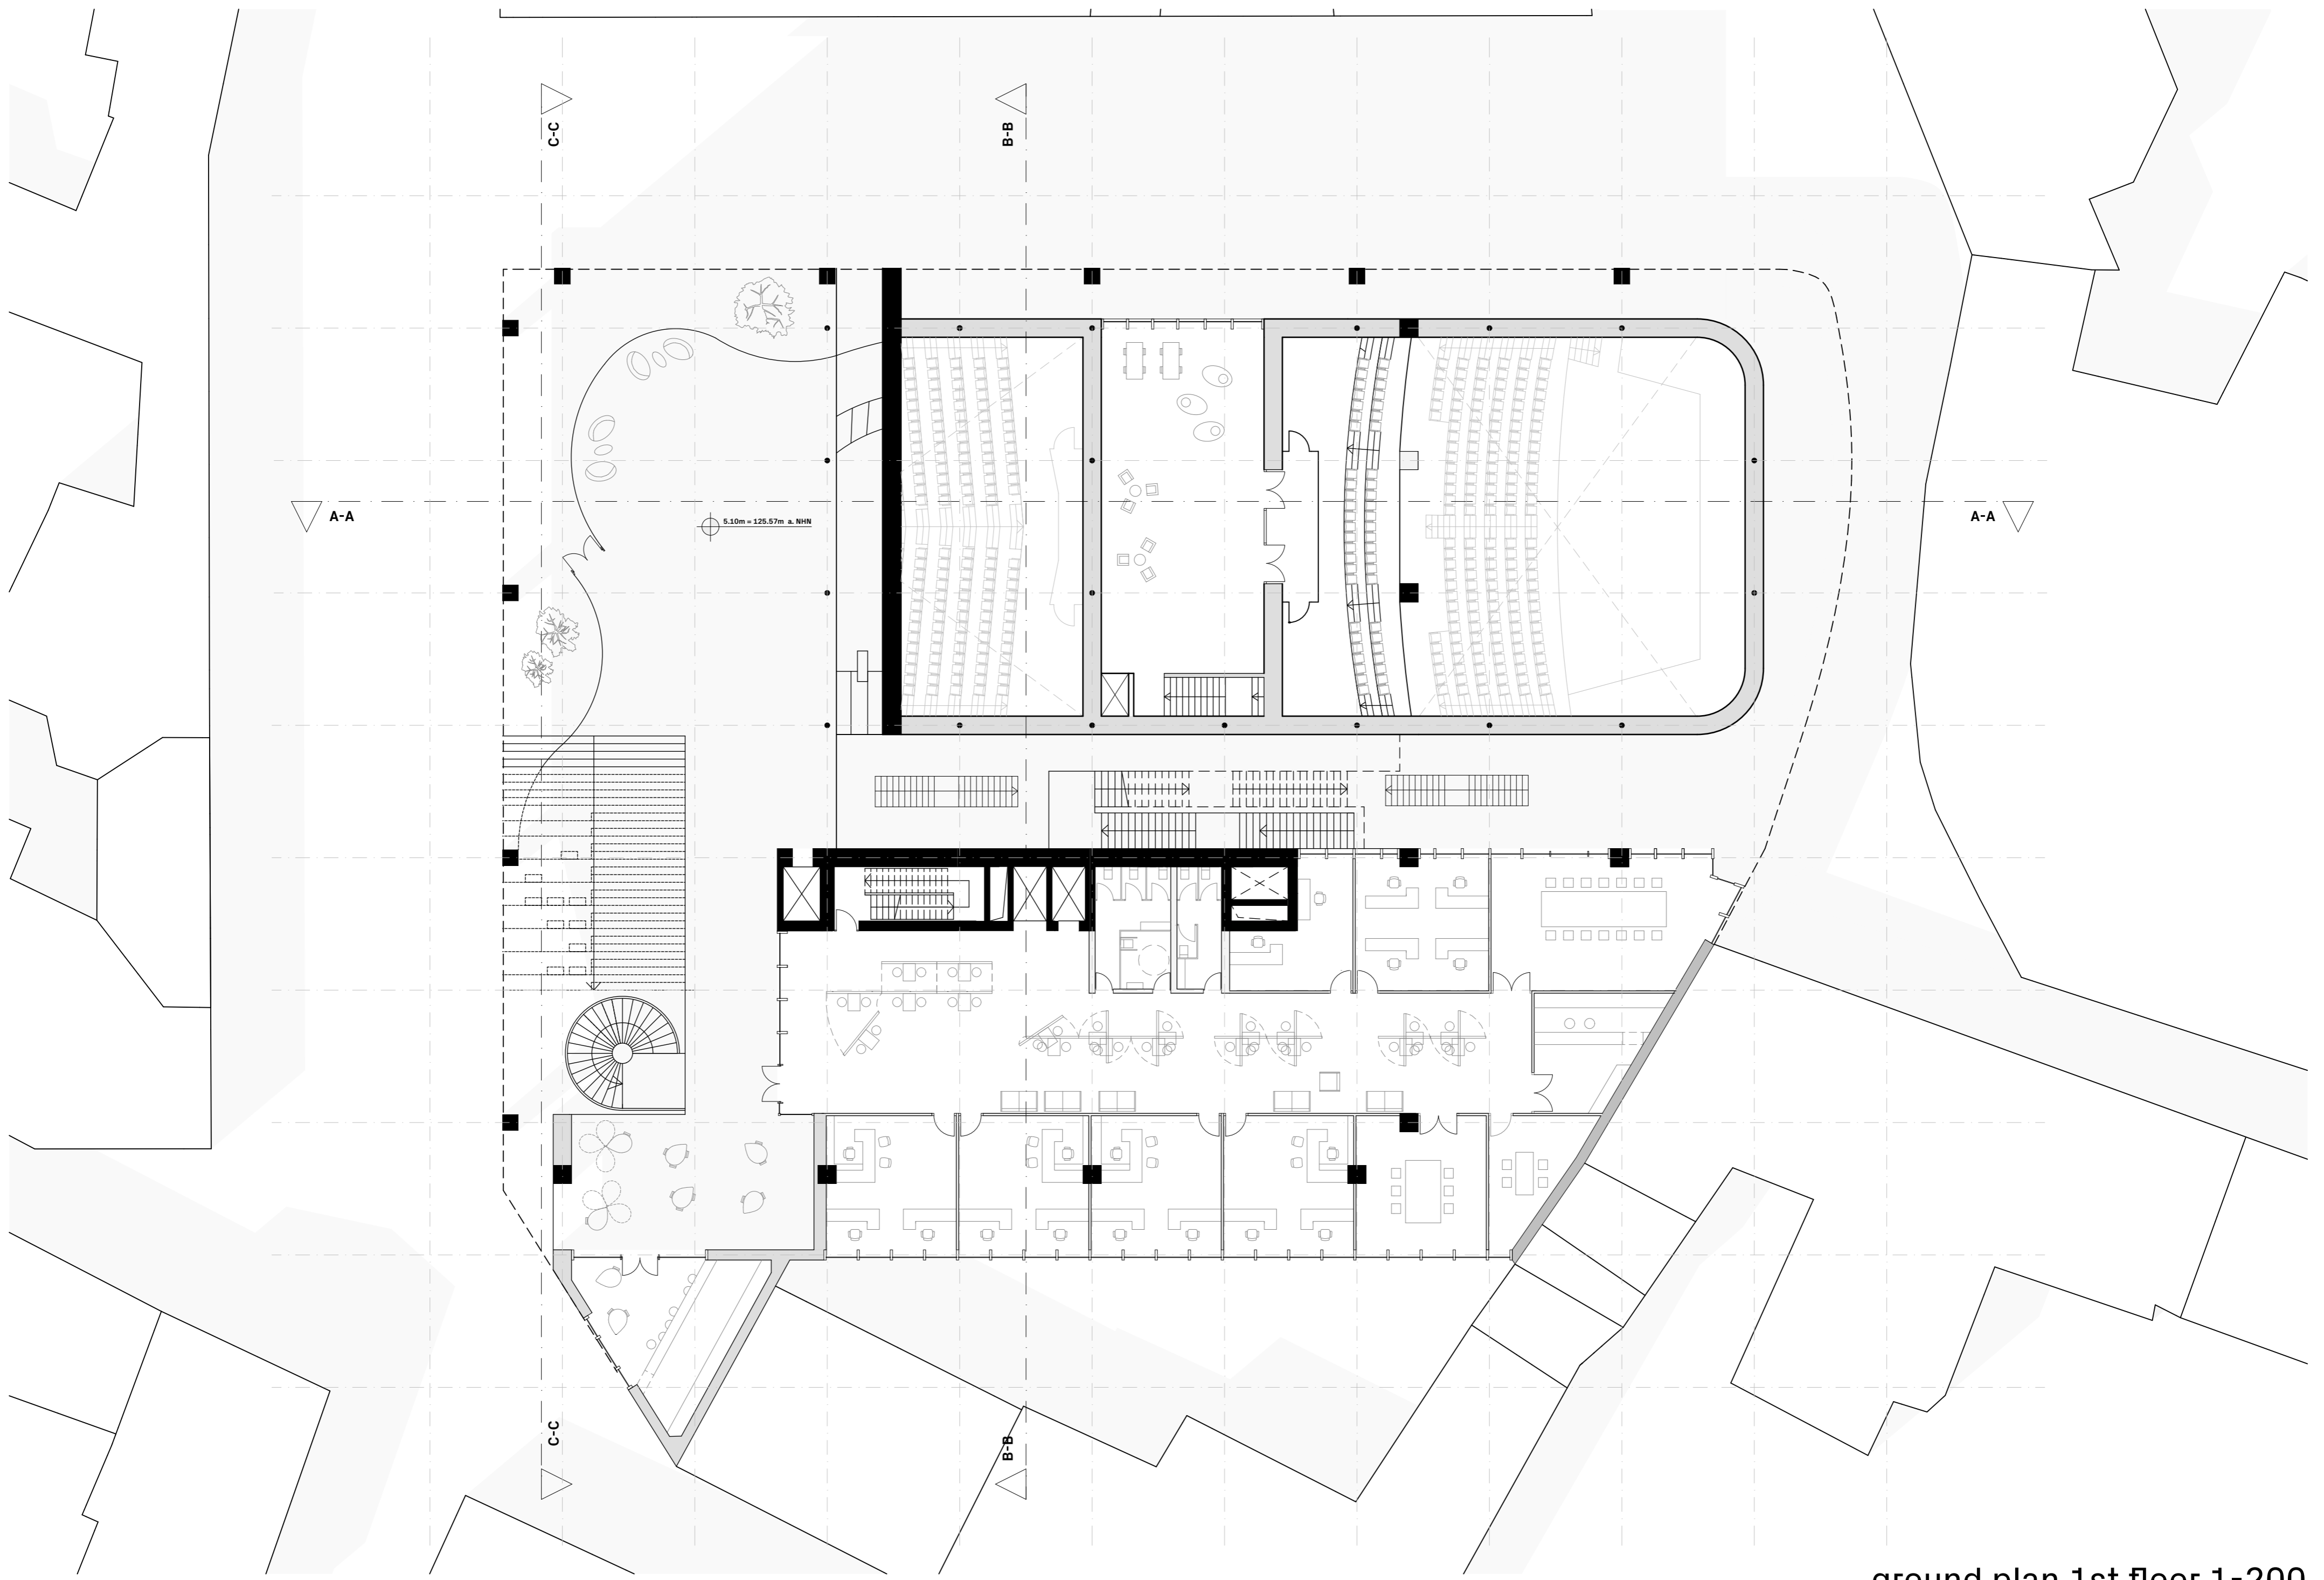 C-C
B-B
A-A
A-A
5.10m = 125.57m a. NHN
C-C
B-B
ground plan 1st floor 1-200